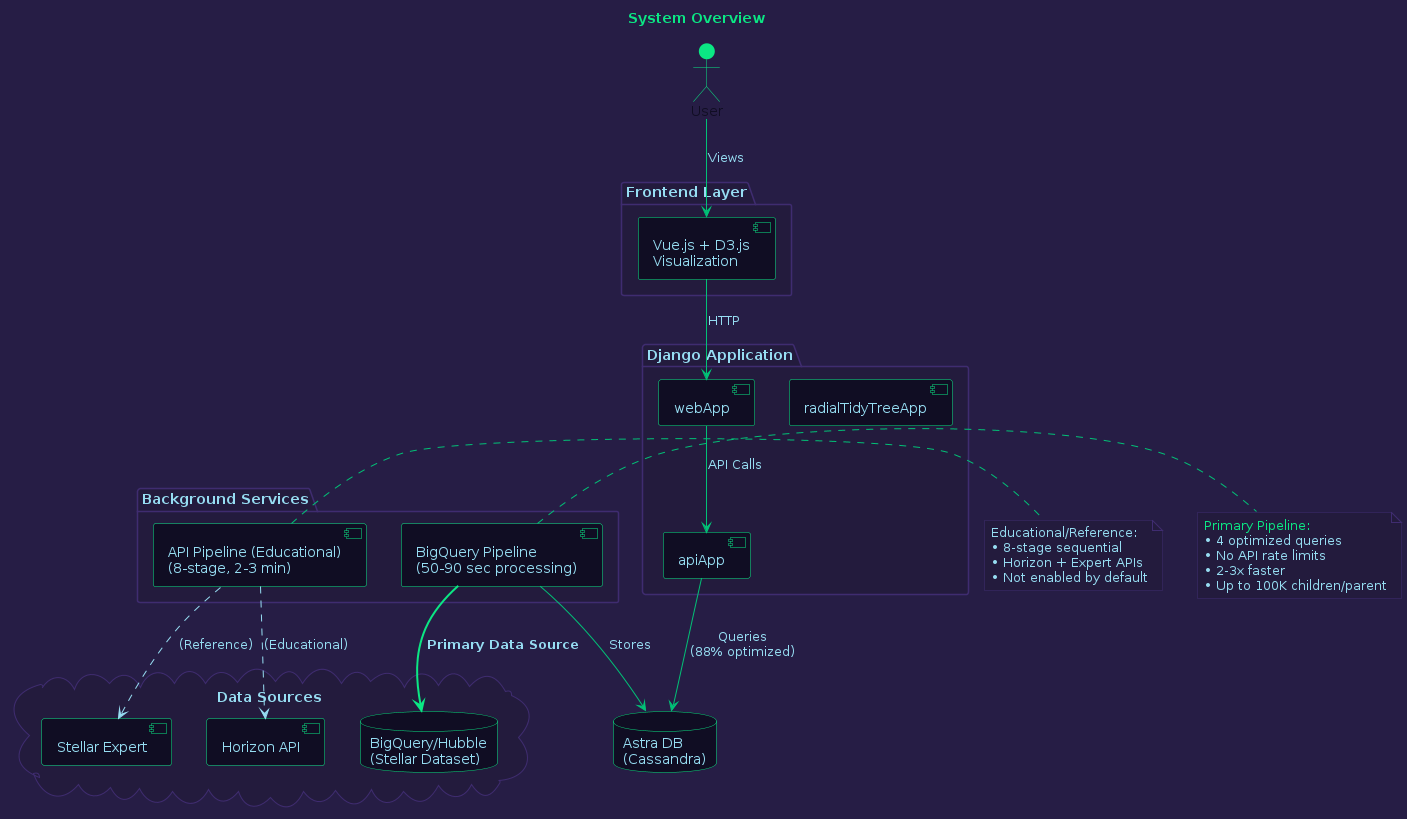 System Overview
User
Views
Frontend Layer
Vue.js + D3.js
Visualization
HTTP
Django Application
webApp
radialTidyTreeApp
API Calls
Background Services
API Pipeline (Educational)
(8-stage, 2-3 min)
BigQuery Pipeline
(50-90 sec processing)
apiApp
Educational/Reference:
• 8-stage sequential
• Horizon + Expert APIs
• Not enabled by default
Primary Pipeline:
• 4 optimized queries
• No API rate limits
• 2-3x faster
• Up to 100K children/parent
(Reference)
(Educational)
Primary Data Source
Stores
Queries
(88% optimized)
Data Sources
Stellar Expert
Horizon API
BigQuery/Hubble
(Stellar Dataset)
Astra DB
(Cassandra)